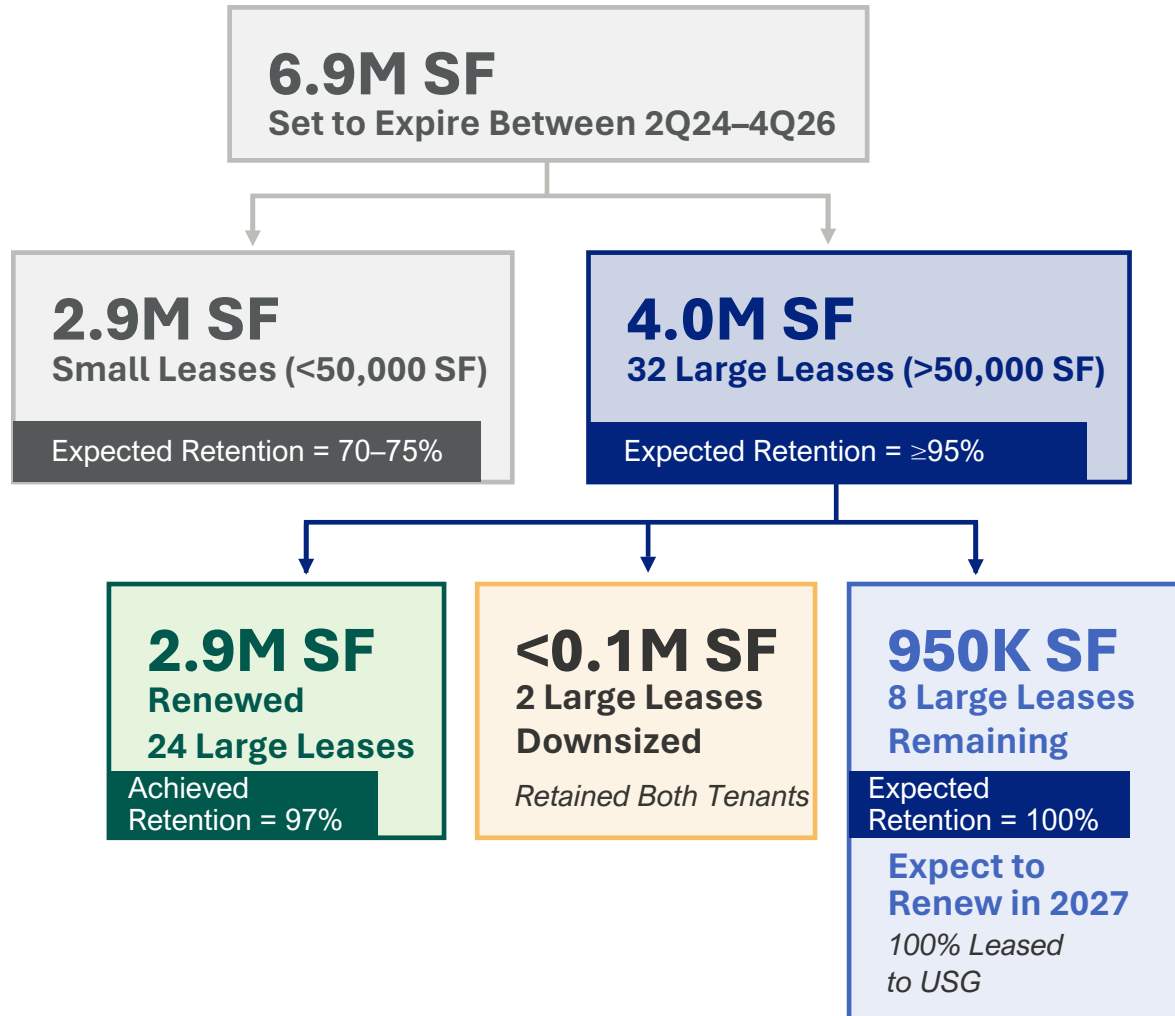 6.9M SF
Set to Expire Between 2Q24–4Q26
2.9M SF
Small Leases (<50,000 SF)
Expected Retention = 70–75%
4.0M SF
32 Large Leases (>50,000 SF)
Expected Retention = ≥95%
2.9M SF
Renewed
24 Large Leases
Achieved
Retention = 97%
<0.1M SF
2 Large Leases
Downsized
Retained Both Tenants
950K SF
8 Large Leases
Remaining
Expected
Retention = 100%
Expect to
Renew in 2027
100% Leased
to USG